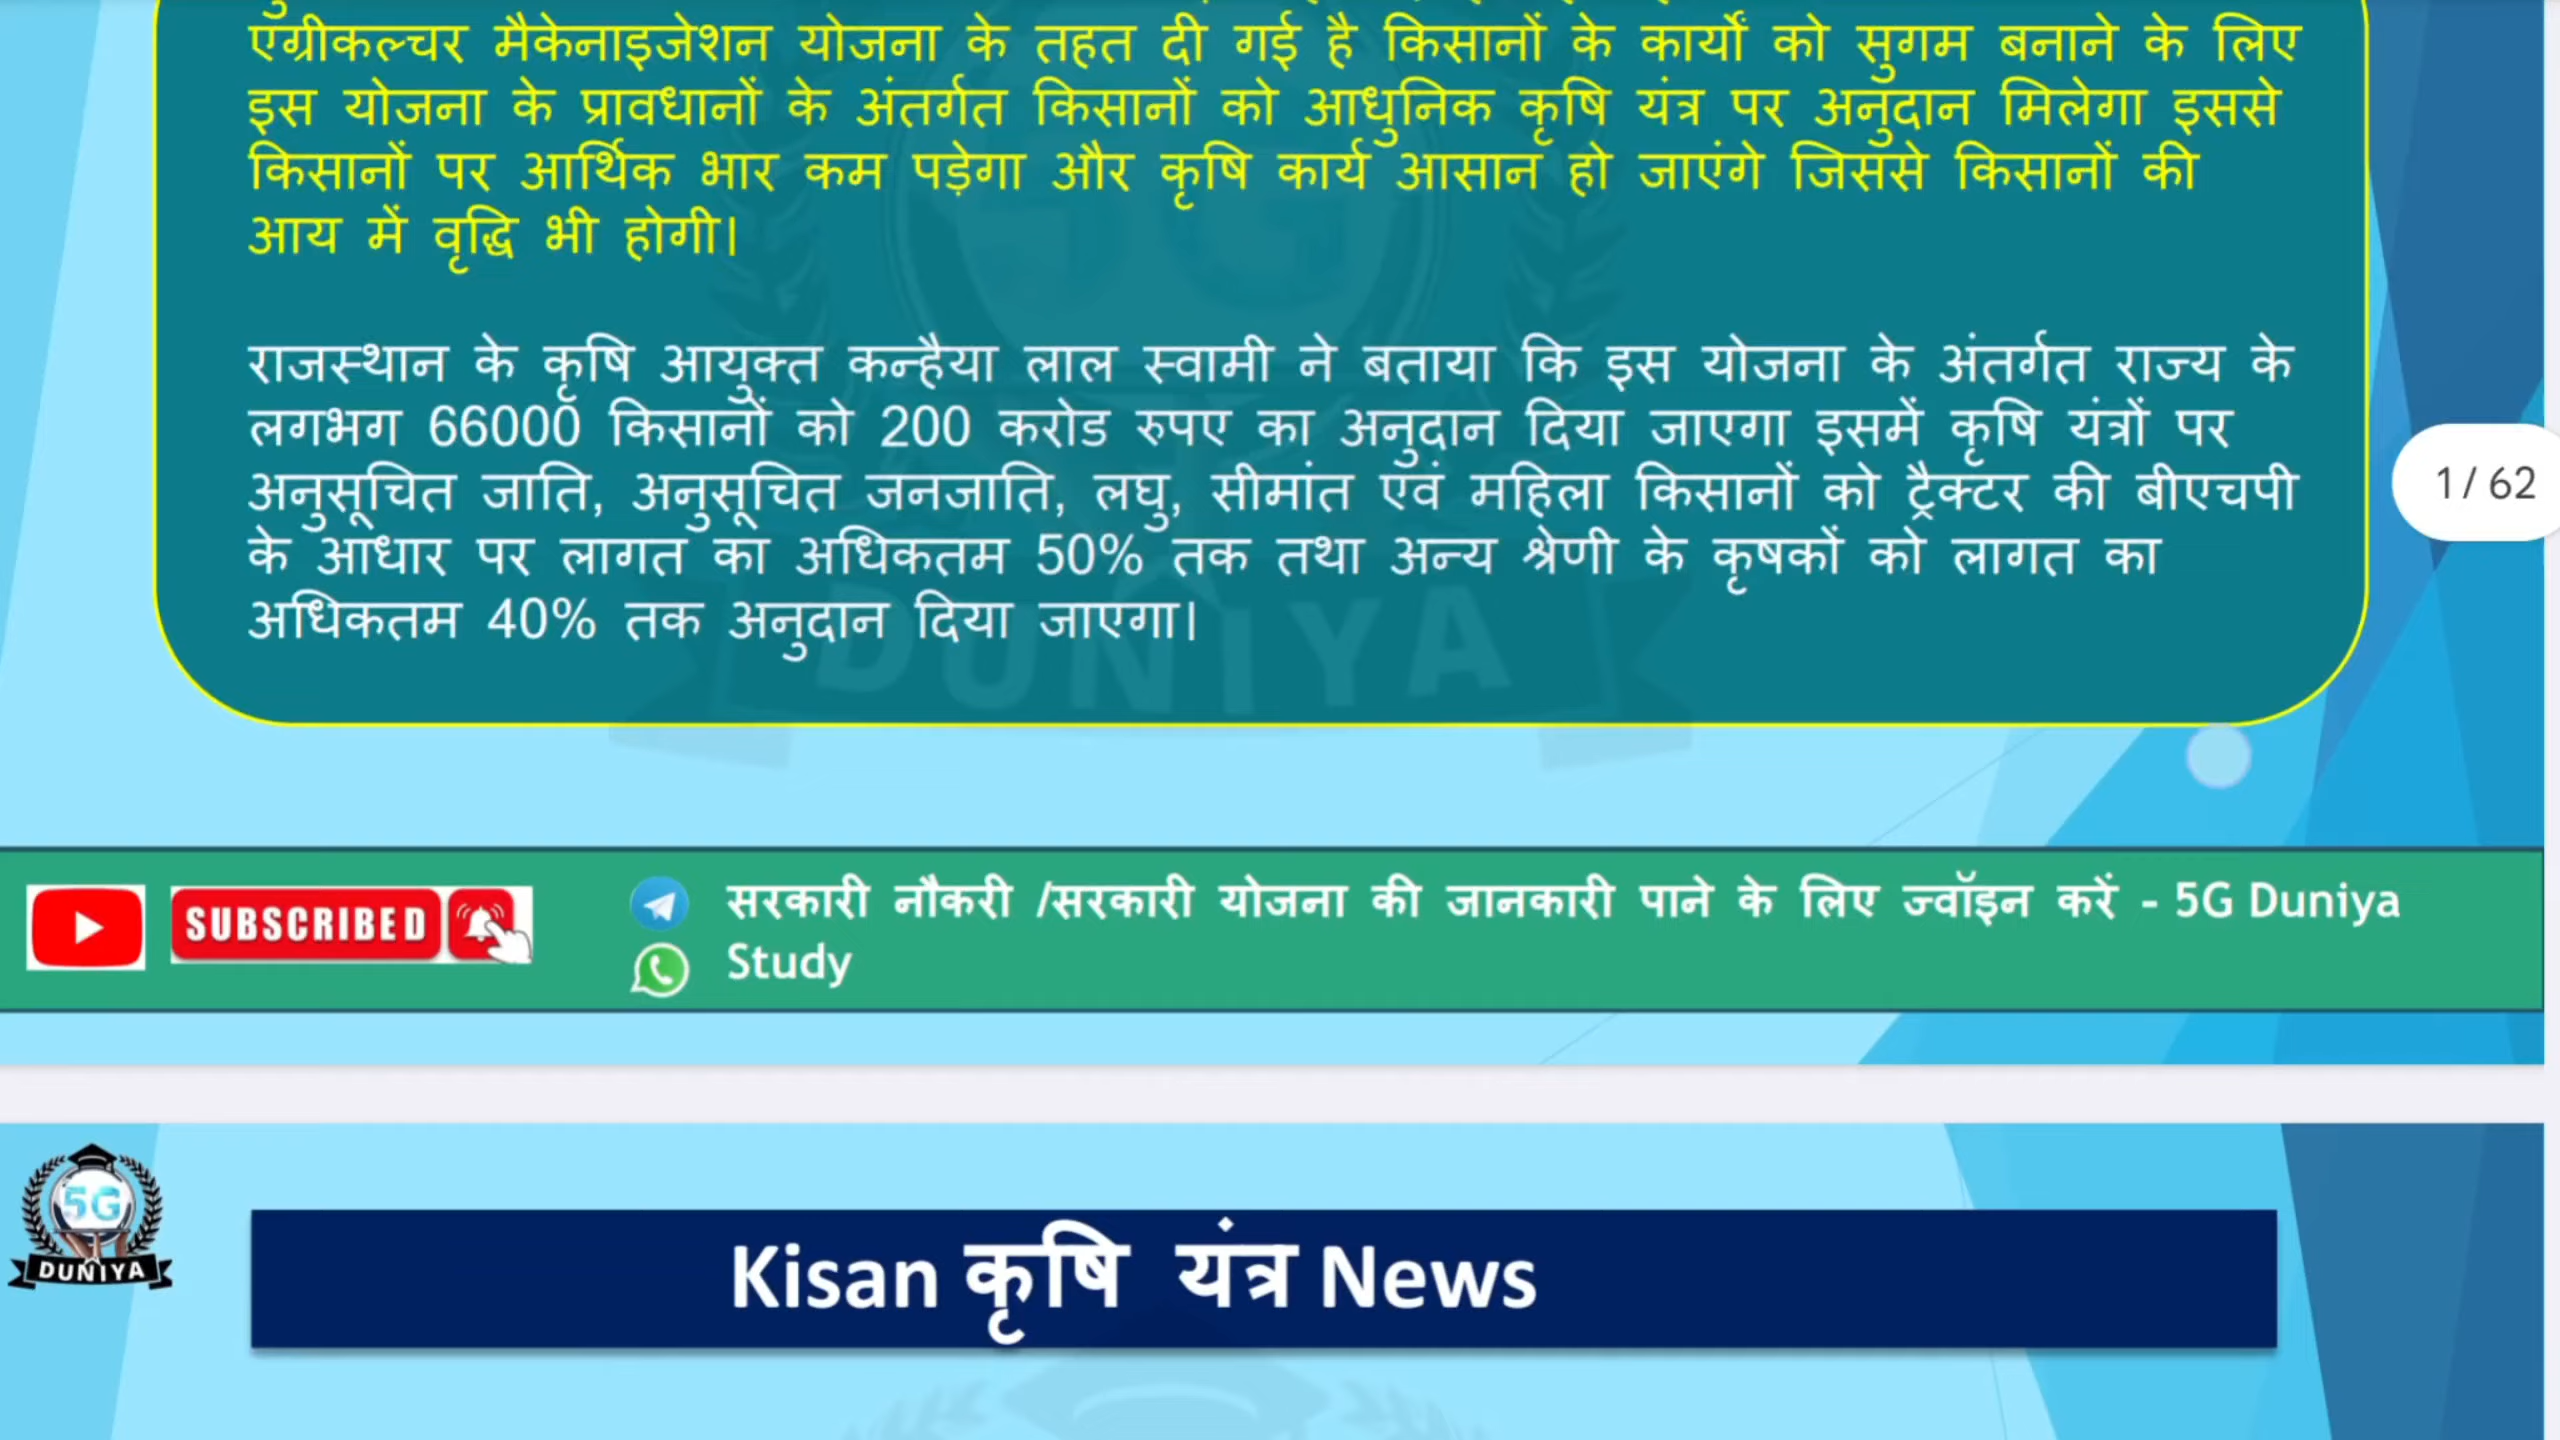 एग्रीकल्चर मैकेनाइजेशन योजना के तहत दी गई है किसानों के कार्यों को सुगम बनाने के लिए
इस योजना के प्रावधानों के अंतर्गत किसानों को आधुनिक कृषि यंत्र पर अनुदान मिलेगा इससे
किसानों पर आर्थिक भार कम पड़ेगा और कृषि कार्य आसान हो जाएंगे जिससे किसानों की
आय में वृद्धि भी होगी।
राजस्थान के कृषि आयुक्त कन्हैया लाल स्वामी ने बताया कि इस योजना के अंतर्गत राज्य के
लगभग 66000 किसानों को 200 करोड रुपए का अनुदान दिया जाएगा इसमें कृषि यंत्रों पर
अनुसूचित जाति, अनुसूचित जनजाति, लघु, सीमांत एवं महिला किसानों को ट्रैक्टर की बीएचपी
के आधार पर लागत का अधिकतम 50% तक तथा अन्य श्रेणी के कृषकों को लागत का
अधिकतम 40% तक अनुदान दिया जाएगा।
DUNIYA
1 / 62
SUBSCRIBED
सरकारी नौकरी /सरकारी योजना की जानकारी पाने के लिए ज्वॉइन करें - 5G Duniya
Study
5G
DUNIYA
Kisan कृषि यंत्र News